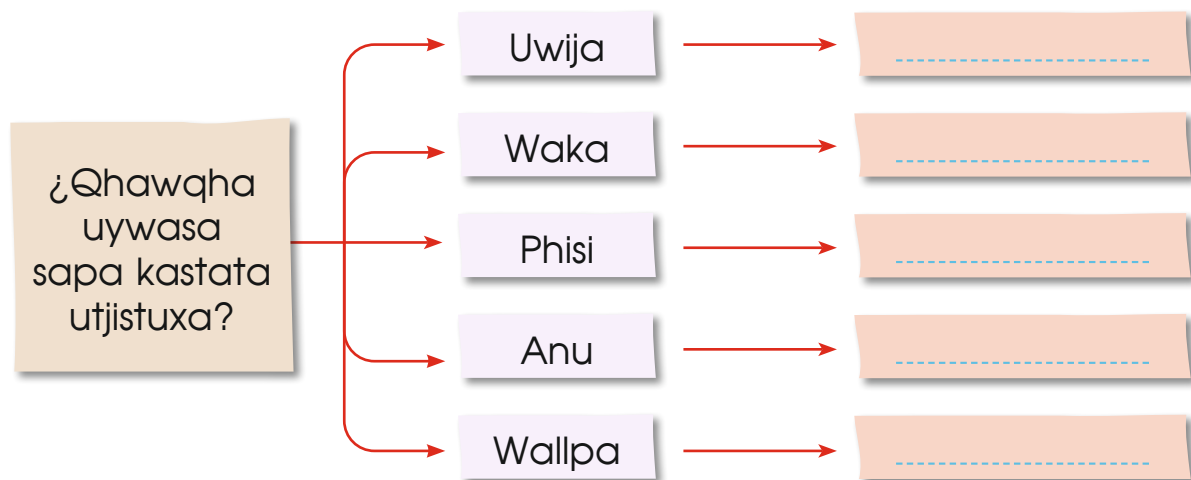 ¿Qhawqha
uywasa
sapa kastata
utjistuxa?
Uwija
Waka
Phisi
Anu
Wallpa